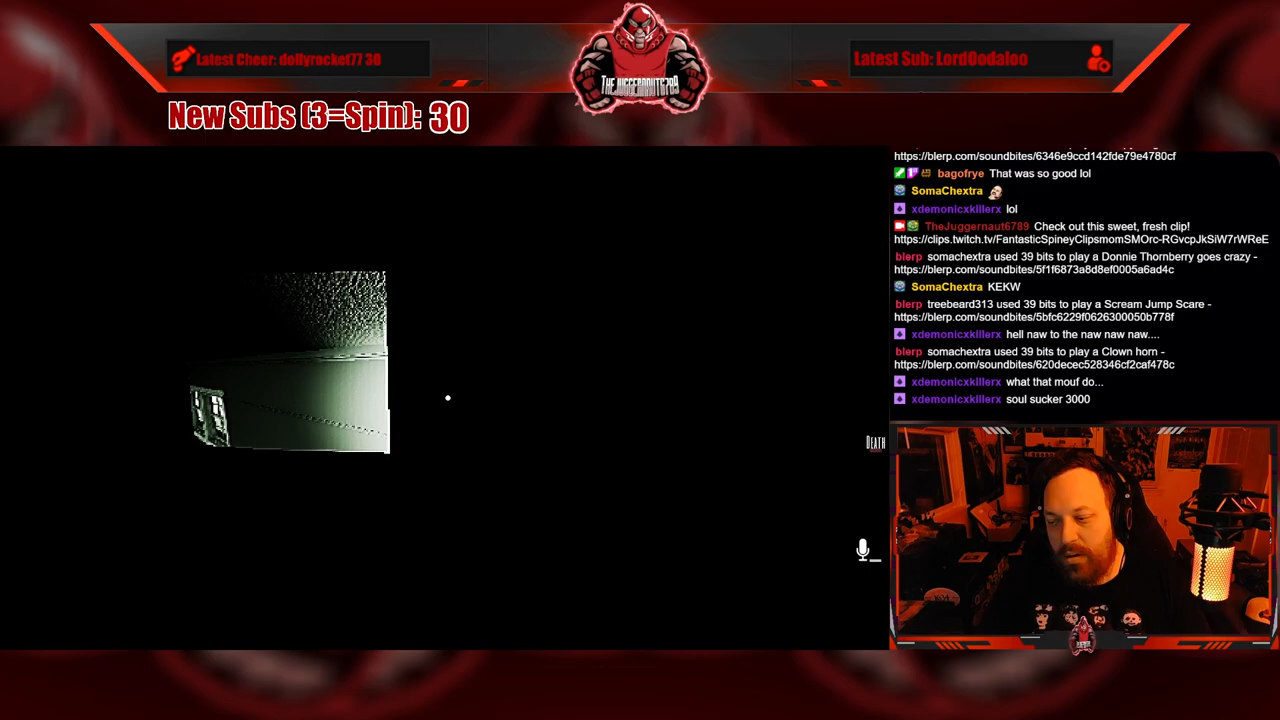 Latest Cheer: dollyrocket77 30
THEJUGGERNAUT6789
Latest Sub: LordOodaloo
New Subs (3=Spin): 30
https://blerp.com/soundbites/6346e9ccd142fde79e4780cf
bagofrye That was so good lol
SomaChextra
xdemonicxkillerx lol
TheJuggernaut6789 Check out this sweet, fresh clip!
https://clips.twitch.tv/FantasticSpineyClipsmomSMOrc-RGvcpJkSiW7rWReE
blerp somachextra used 39 bits to play a Donnie Thornberry goes crazy -
https://blerp.com/soundbites/5f1f6873a8d8ef0005a6ad4c
SomaChextra KEKW
blerp treebeard313 used 39 bits to play a Scream Jump Scare -
https://blerp.com/soundbites/5bfc6229f0626300050b778f
xdemonicxkillerx hell naw to the naw naw naw....
blerp somachextra used 39 bits to play a Clown horn -
https://blerp.com/soundbites/620decec528346cf2caf478c
xdemonicxkillerx what that mouf do...
xdemonicxkillerx soul sucker 3000
DEATH